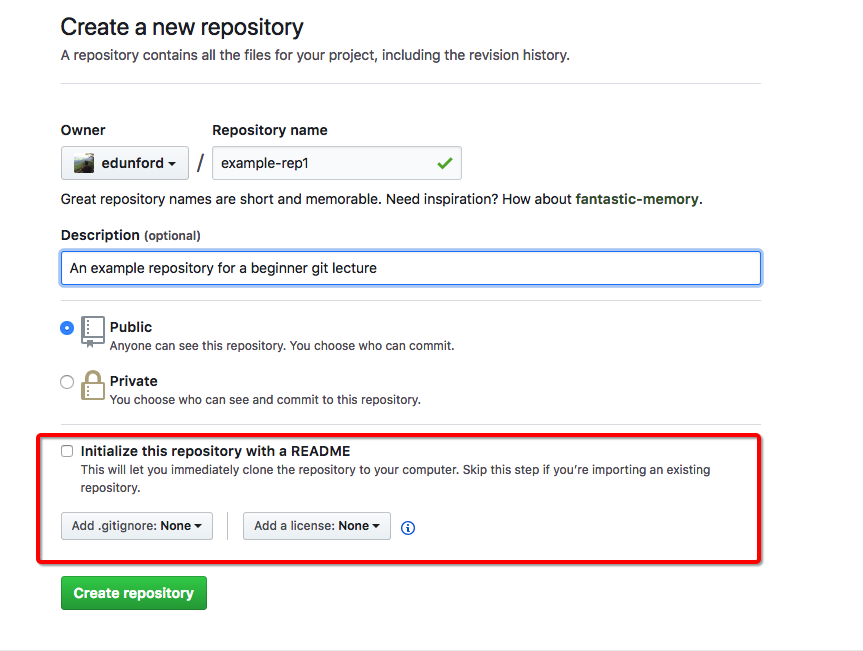 Create a new repository
A repository contains all the files for your project, including the revision history.
Owner
Repository name
edunford / example-rep1
Great repository names are short and memorable. Need inspiration? How about fantastic-memory.
Description (optional)
An example repository for a beginner git lecture
Public
Anyone can see this repository. You choose who can commit.
Private
You choose who can see and commit to this repository.
Initialize this repository with a README
This will let you immediately clone the repository to your computer. Skip this step if you’re importing an existing
repository.
Add .gitignore: None
Add a license: None
Create repository